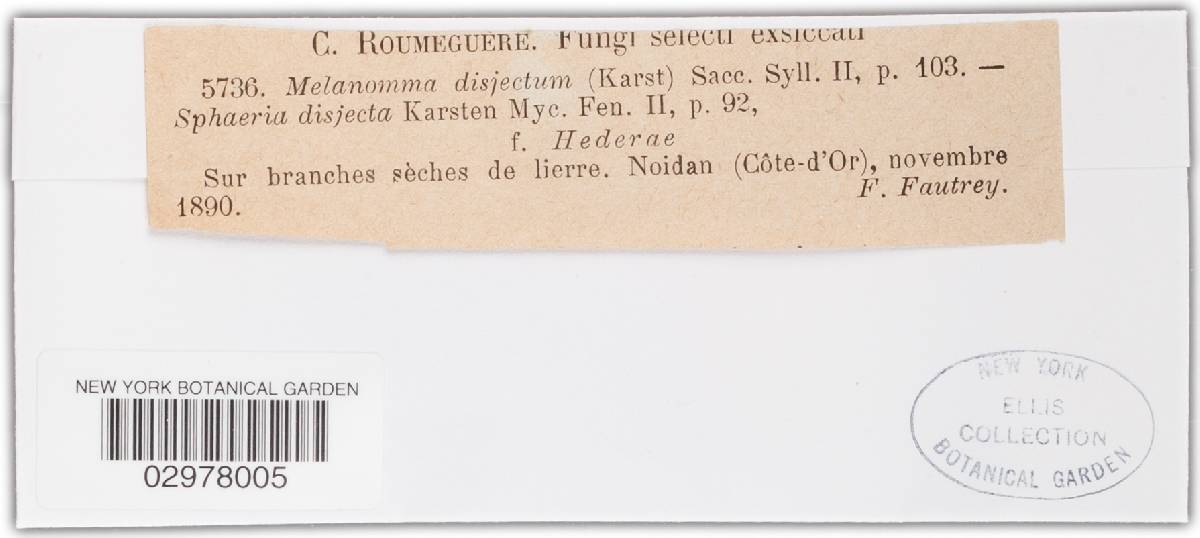 C. ROUMEGUERE. Fungi selecti exsiccati
5736. Melanomma disjectum (Karst) Sacc. Syll. II, p. 103. —
Sphaeria disjecta Karsten Myc. Fen. II, p. 92,
f. Hederae
Sur branches sèches de lierre. Noidan (Côte-d'Or), novembre
1890. F. Fautrey.
NEW YORK BOTANICAL GARDEN
02978005
NEW YORK
ELLIS
COLLECTION
BOTANICAL GARDEN